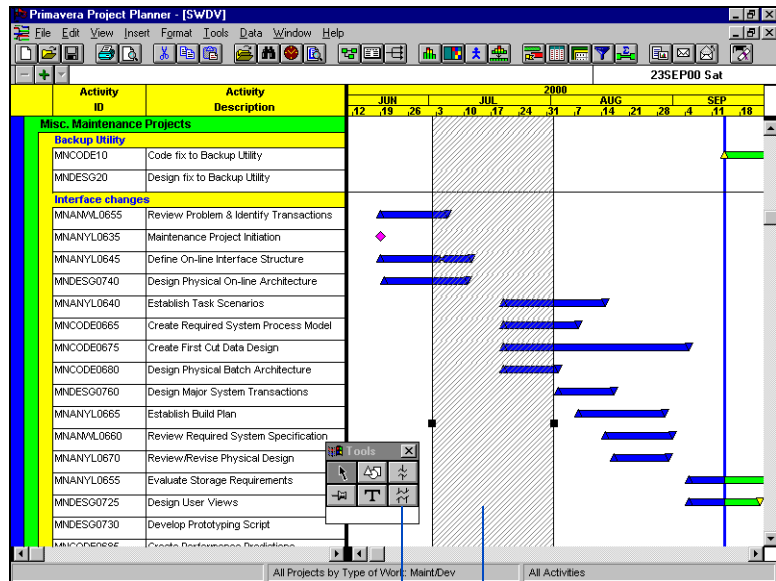 Primavera Project Planner - [SWDV]
File Edit View Insert Format Tools Data Window Help
23SEP00 Sat
Activity ID
Activity Description
2000
JUN JUL AUG SEP
12 19 26 3 10 17 24 31 7 14 21 28 4 11 18
Misc. Maintenance Projects
Backup Utility
MNCODE10 Code fix to Backup Utility
MNDESG20 Design fix to Backup Utility
Interface changes
MNANWL0655 Review Problem & Identify Transactions
MNANYL0635 Maintenance Project Initiation
MNANYL0645 Define On-line Interface Structure
MNDESG0740 Design Physical On-line Architecture
MNANYL0640 Establish Task Scenarios
MNCODE0665 Create Required System Process Model
MNCODE0675 Create First Cut Data Design
MNCODE0680 Design Physical Batch Architecture
MNDESG0760 Design Major System Transactions
MNANYL0665 Establish Build Plan
MNANWL0660 Review Required System Specification
MNANYL0670 Review/Revise Physical Design
MNANYL0655 Evaluate Storage Requirements
MNDESG0725 Design User Views
MNDESG0730 Develop Prototyping Script
MNCODE0685 Create Performance Predictions
Tools
T
All Projects by Type of Work: Maint/Dev All Activities